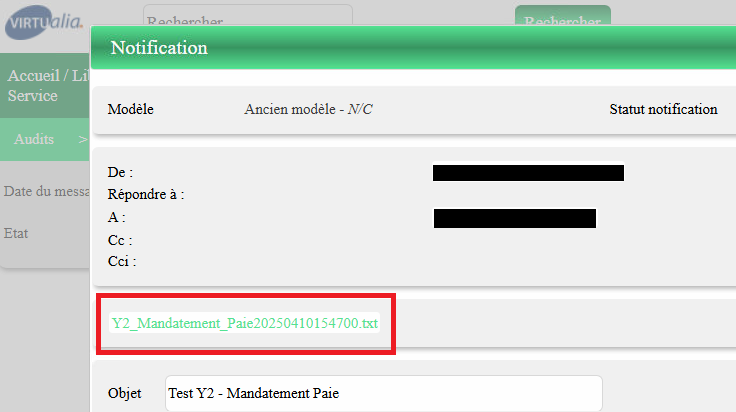 VIRTUalia.
Rechercher
Rechercher
Notification
Accueil / Li
Service
Modèle
Ancien modèle - N/C
Statut notification
Audits >
De :
Répondre à :
Date du messa
A :
Etat
Cc :
Cci :
Y2_Mandatement_Paie20250410154700.txt
Objet
Test Y2 - Mandatement Paie